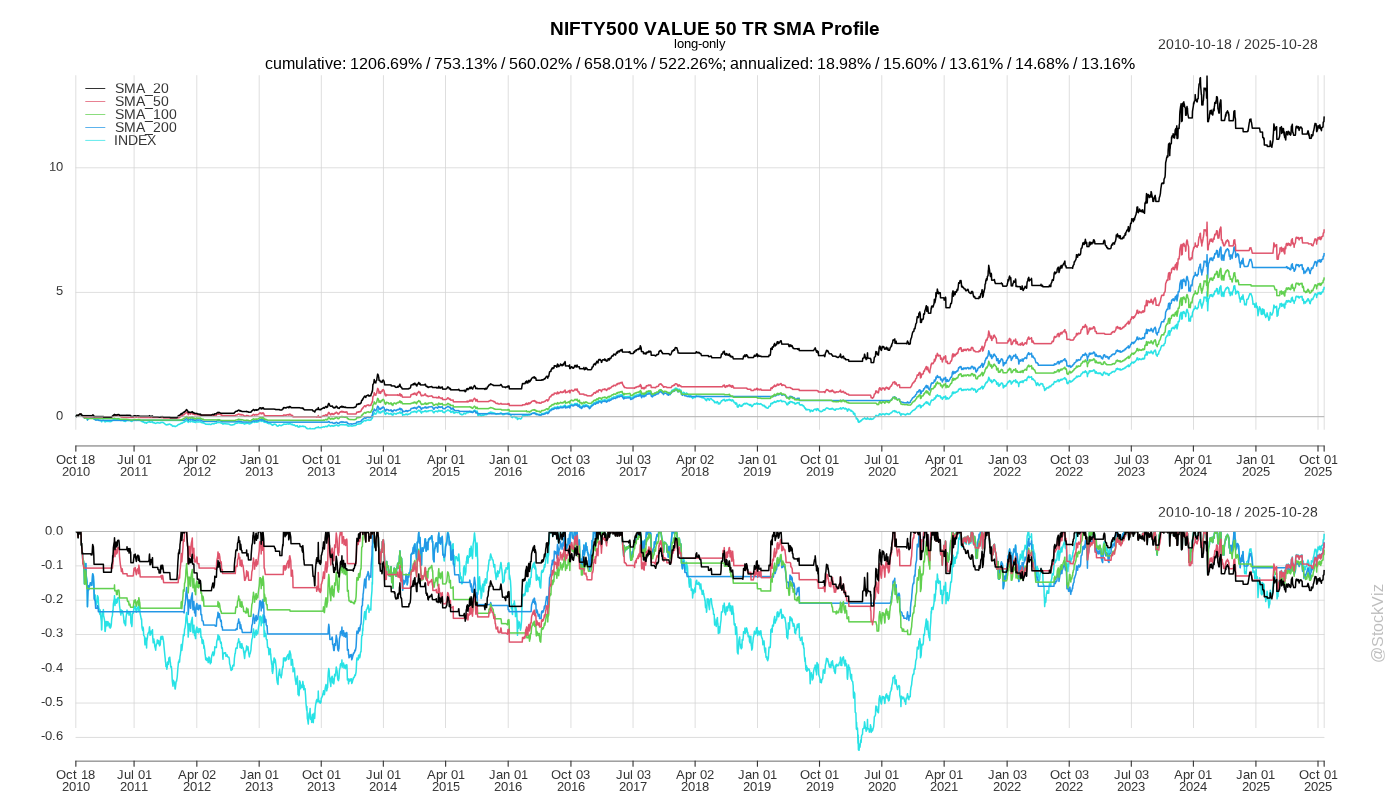 NIFTY500 VALUE 50 TR SMA Profile
long-only
2010-10-18 / 2025-10-28
cumulative: 1206.69% / 753.13% / 560.02% / 658.01% / 522.26%; annualized: 18.98% / 15.60% / 13.61% / 14.68% / 13.16%
SMA_20
SMA_50
SMA_100
SMA_200
INDEX
10
5
0
Oct 18 Jul 01 Apr 02 Jan 01 Oct 01 Jul 01 Apr 01 Jan 01 Oct 03 Jul 03 Apr 02 Jan 01 Oct 01 Jul 01 Apr 01 Jan 03 Oct 03 Jul 03 Apr 01 Jan 01 Oct 01
2010 2011 2012 2013 2013 2014 2015 2016 2016 2017 2018 2019 2019 2020 2021 2022 2022 2023 2024 2025 2025
2010-10-18 / 2025-10-28
0.0
-0.1
-0.2
-0.3
-0.4
-0.5
-0.6
Oct 18 Jul 01 Apr 02 Jan 01 Oct 01 Jul 01 Apr 01 Jan 01 Oct 03 Jul 03 Apr 02 Jan 01 Oct 01 Jul 01 Apr 01 Jan 03 Oct 03 Jul 03 Apr 01 Jan 01 Oct 01
2010 2011 2012 2013 2013 2014 2015 2016 2016 2017 2018 2019 2019 2020 2021 2022 2022 2023 2024 2025 2025
@StockViz